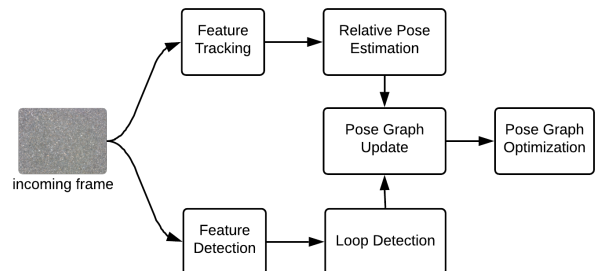 Feature
Tracking
Relative Pose
Estimation
incoming frame
Pose Graph
Update
Pose Graph
Optimization
Feature
Detection
Loop Detection